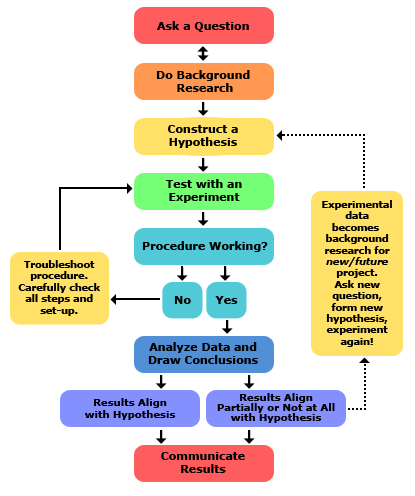 Ask a Question
Do Background
Research
Construct a
Hypothesis
Test with an
Experiment
Procedure Working?
No
Yes
Troubleshoot
procedure.
Carefully check
all steps and
set-up.
Experimental
data
becomes
background
research for
new/future
project.
Ask new
question,
form new
hypothesis,
experiment
again!
Analyze Data and
Draw Conclusions
Results Align
with Hypothesis
Results Align
Partially or Not at All
with Hypothesis
Communicate
Results